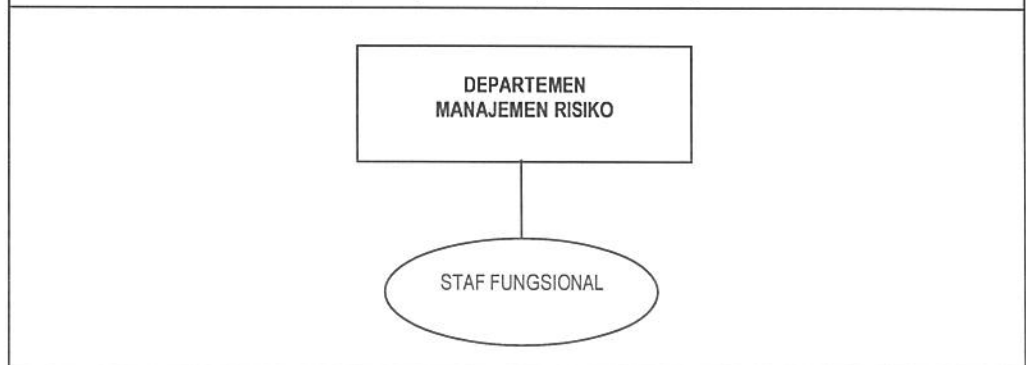 DEPARTEMEN
MANAJEMEN RISIKO
STAF FUNGSIONAL